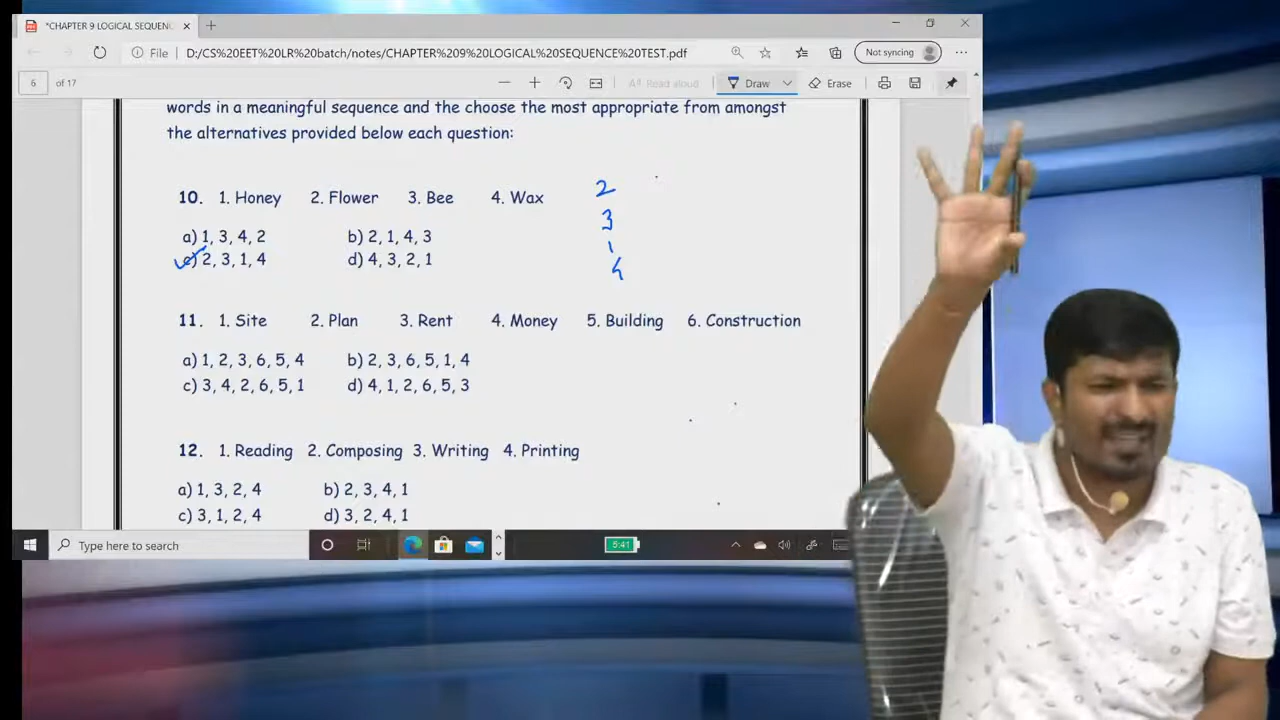 *CHAPTER 9 LOGICAL SEQUENC
File D:/CS%20EET%20LR%20batch/notes/CHAPTER%209%20LOGICAL%20SEQUENCE%20TEST.pdf Not syncing
6 of 17 Read aloud Draw Erase
words in a meaningful sequence and the choose the most appropriate from amongst
the alternatives provided below each question:
10. 1. Honey 2. Flower 3. Bee 4. Wax
a) 1, 3, 4, 2 b) 2, 1, 4, 3
c) 2, 3, 1, 4 d) 4, 3, 2, 1
2
3
1
4
11. 1. Site 2. Plan 3. Rent 4. Money 5. Building 6. Construction
a) 1, 2, 3, 6, 5, 4 b) 2, 3, 6, 5, 1, 4
c) 3, 4, 2, 6, 5, 1 d) 4, 1, 2, 6, 5, 3
12. 1. Reading 2. Composing 3. Writing 4. Printing
a) 1, 3, 2, 4 b) 2, 3, 4, 1
c) 3, 1, 2, 4 d) 3, 2, 4, 1
Type here to search 5:41